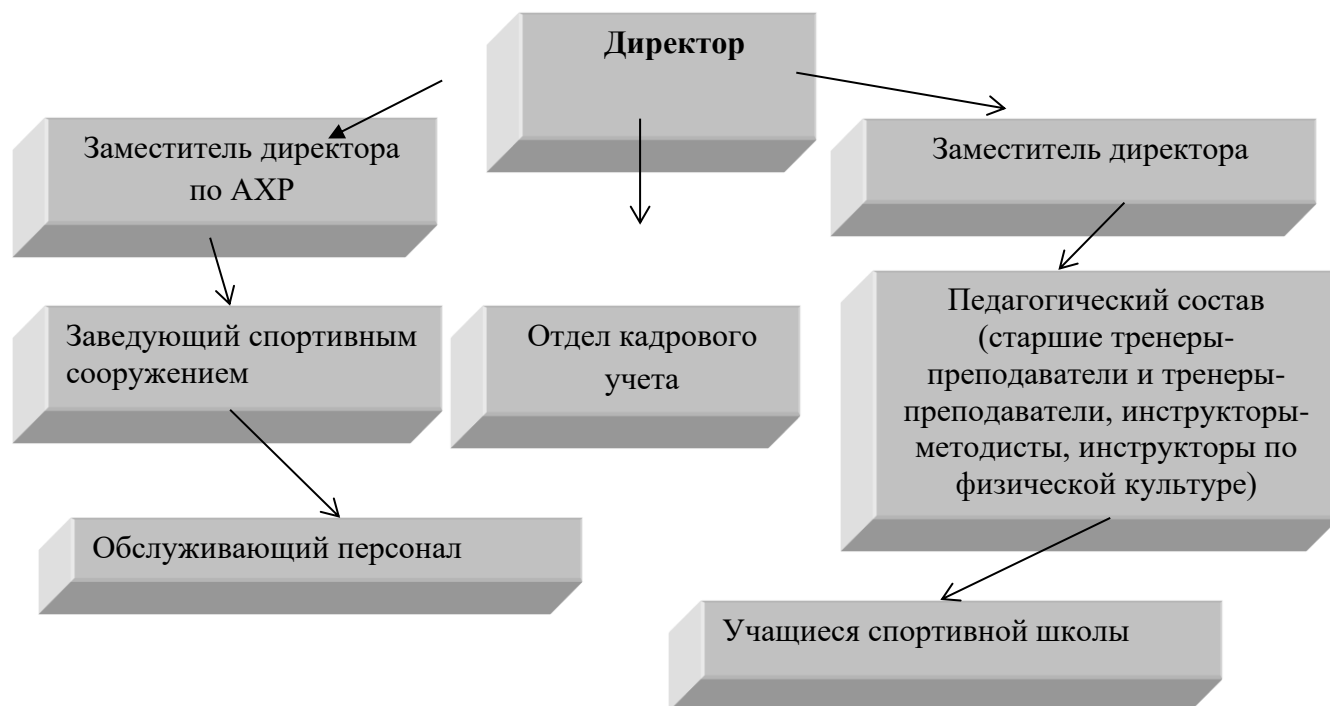 Директор
Заместитель директора
по АХР
Заместитель директора
Заведующий спортивным
сооружением
Отдел кадрового
учета
Педагогический состав
(старшие тренеры-
преподаватели и тренеры-
преподаватели, инструкторы-
методисты, инструкторы по
физической культуре)
Обслуживающий персонал
Учащиеся спортивной школы